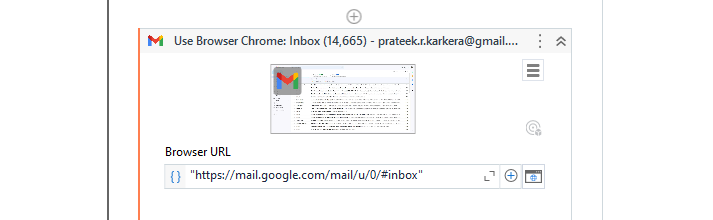 Use Browser Chrome: Inbox (14,665) - prateek.r.karkera@gmail....
Browser URL
{ } "https://mail.google.com/mail/u/0/#inbox"